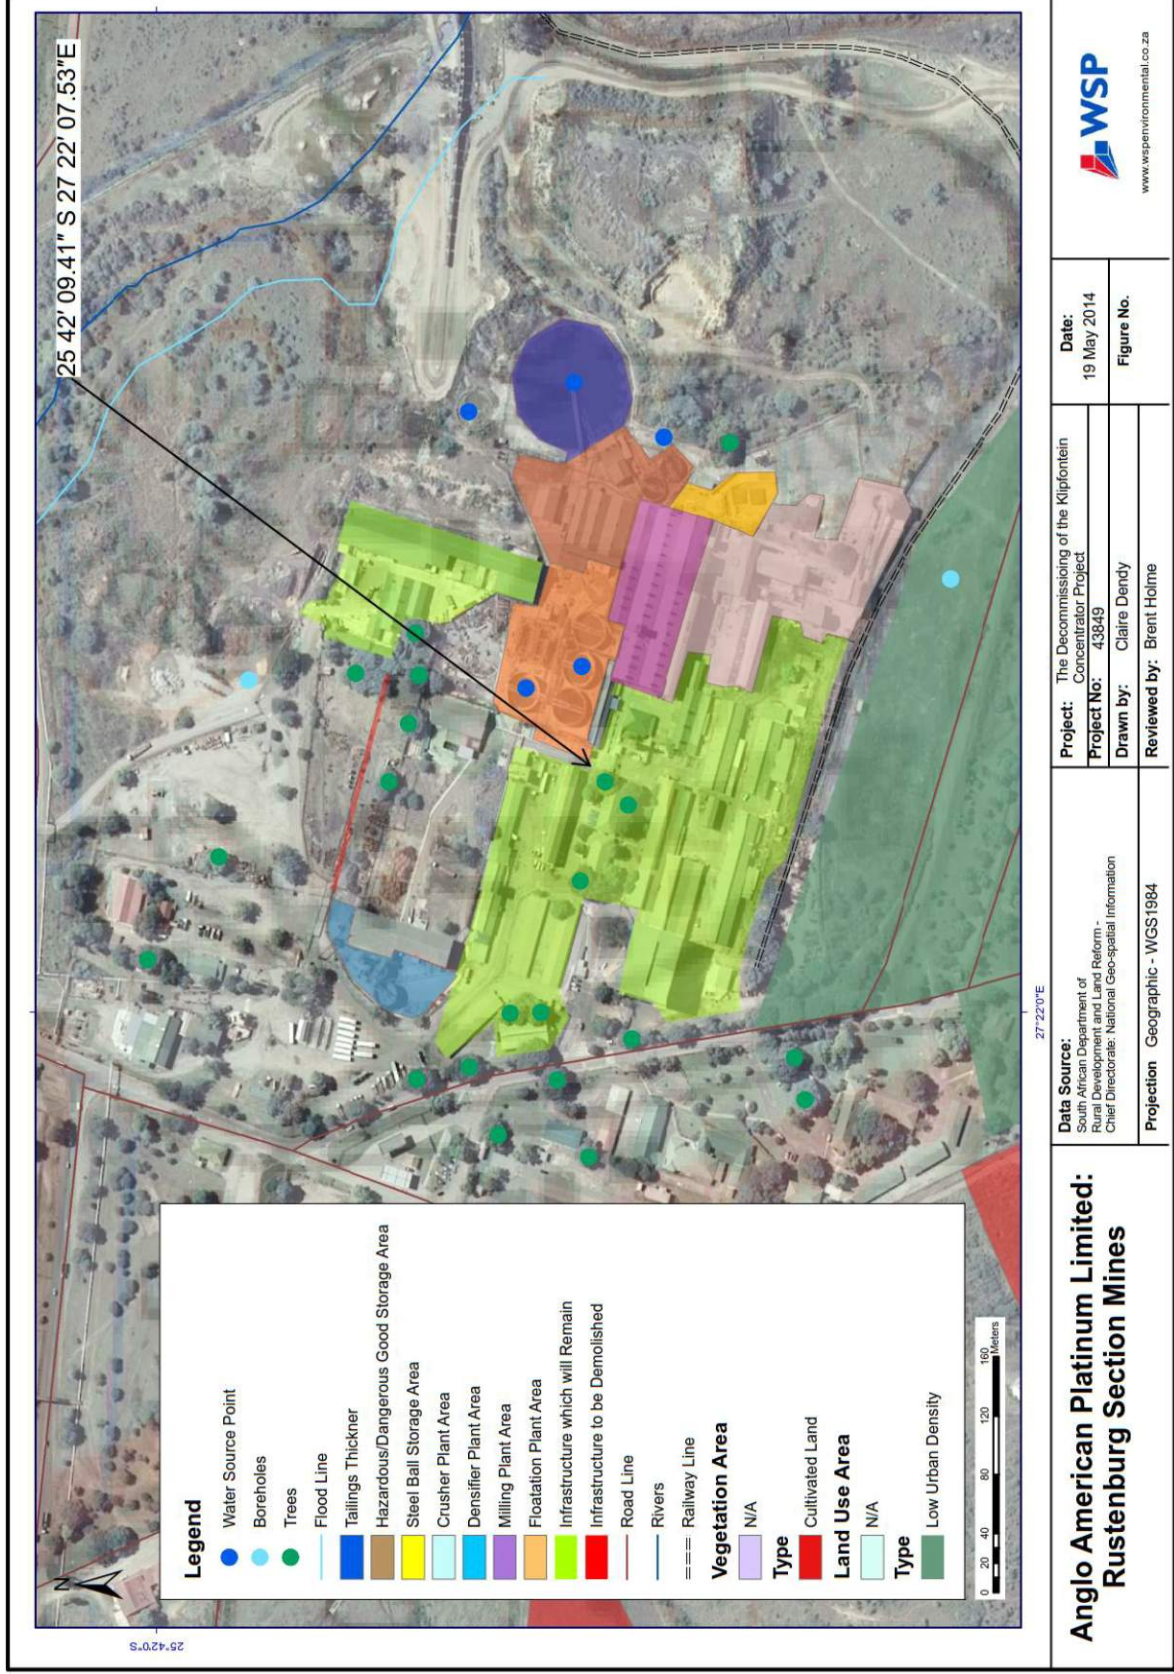 25 42' 09.41" S 27 22' 07.53"E
N
25°42'0"S
27°22'0"E
Legend
Water Source Point
Boreholes
Trees
Flood Line
Tailings Thickner
Hazardous/Dangerous Good Storage Area
Steel Ball Storage Area
Crusher Plant Area
Densifier Plant Area
Milling Plant Area
Floatation Plant Area
Infrastructure which will Remain
Infrastructure to be Demolished
Road Line
Rivers
Railway Line
Vegetation Area
N/A
Type
Cultivated Land
Land Use Area
N/A
Type
Low Urban Density
0 20 40 80 120 160
Meters
Anglo American Platinum Limited:
Rustenburg Section Mines
Data Source:
South African Department of
Rural Development and Land Reform -
Chief Directorate: National Geo-spatial Information
Projection Geographic - WGS1984
Project: The Decommissioing of the Klipfontein
Concentrator Project
Project No: 43849
Drawn by: Claire Dendy
Reviewed by: Brent Holme
Date:
19 May 2014
Figure No.
WSP
www.wspenvironmental.co.za